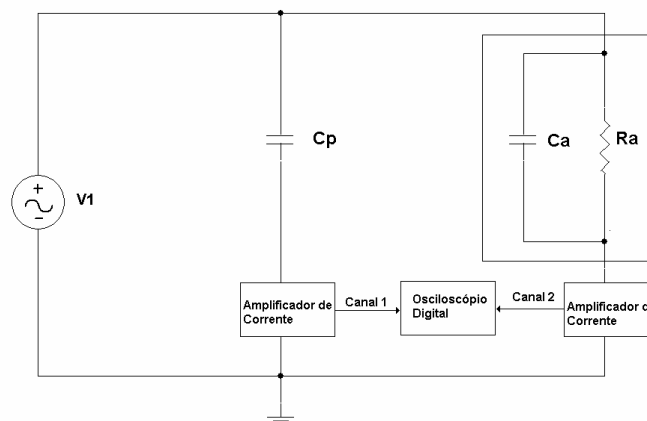 Cp
Ca
Ra
V1
Amplificador de
Corrente
Canal 1
Osciloscópio
Digital
Canal 2
Amplificador d
Corrente